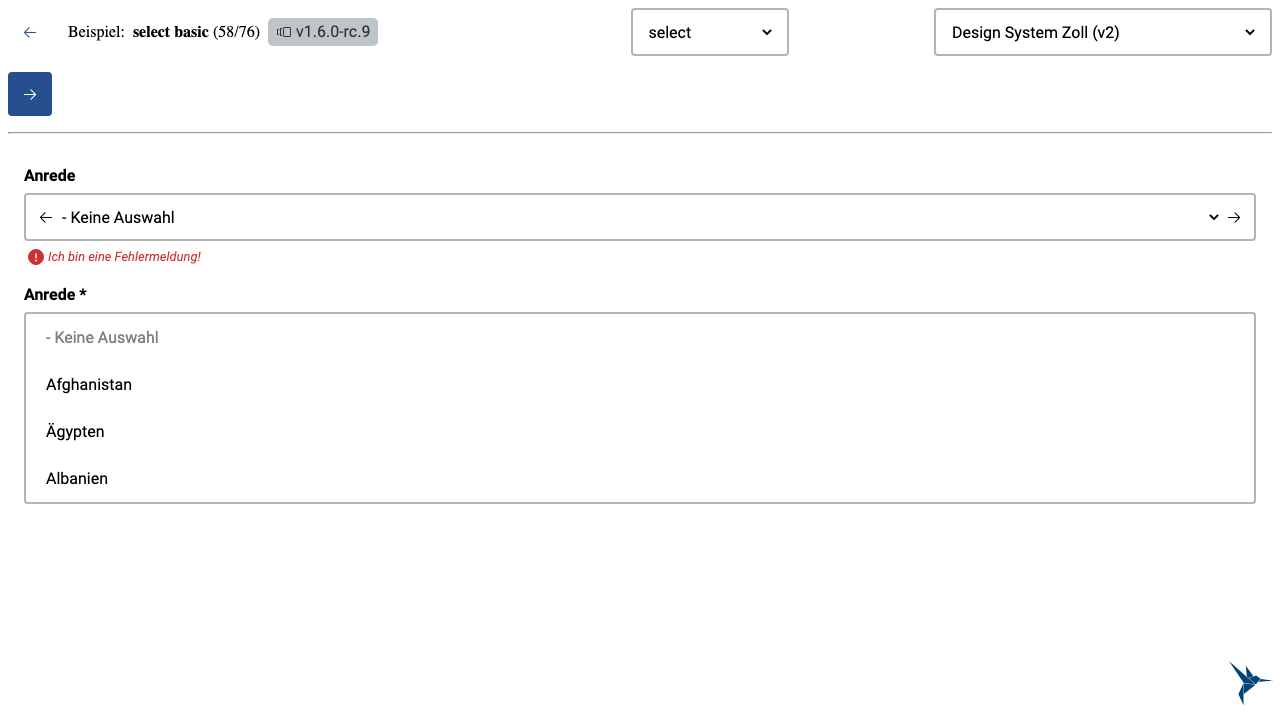 Beispiel: select basic (58/76) v1.6.0-rc.9 select Design System Zoll (v2)
Anrede
- Keine Auswahl
Ich bin eine Fehlermeldung!
Anrede *
- Keine Auswahl
Afghanistan
Ägypten
Albanien